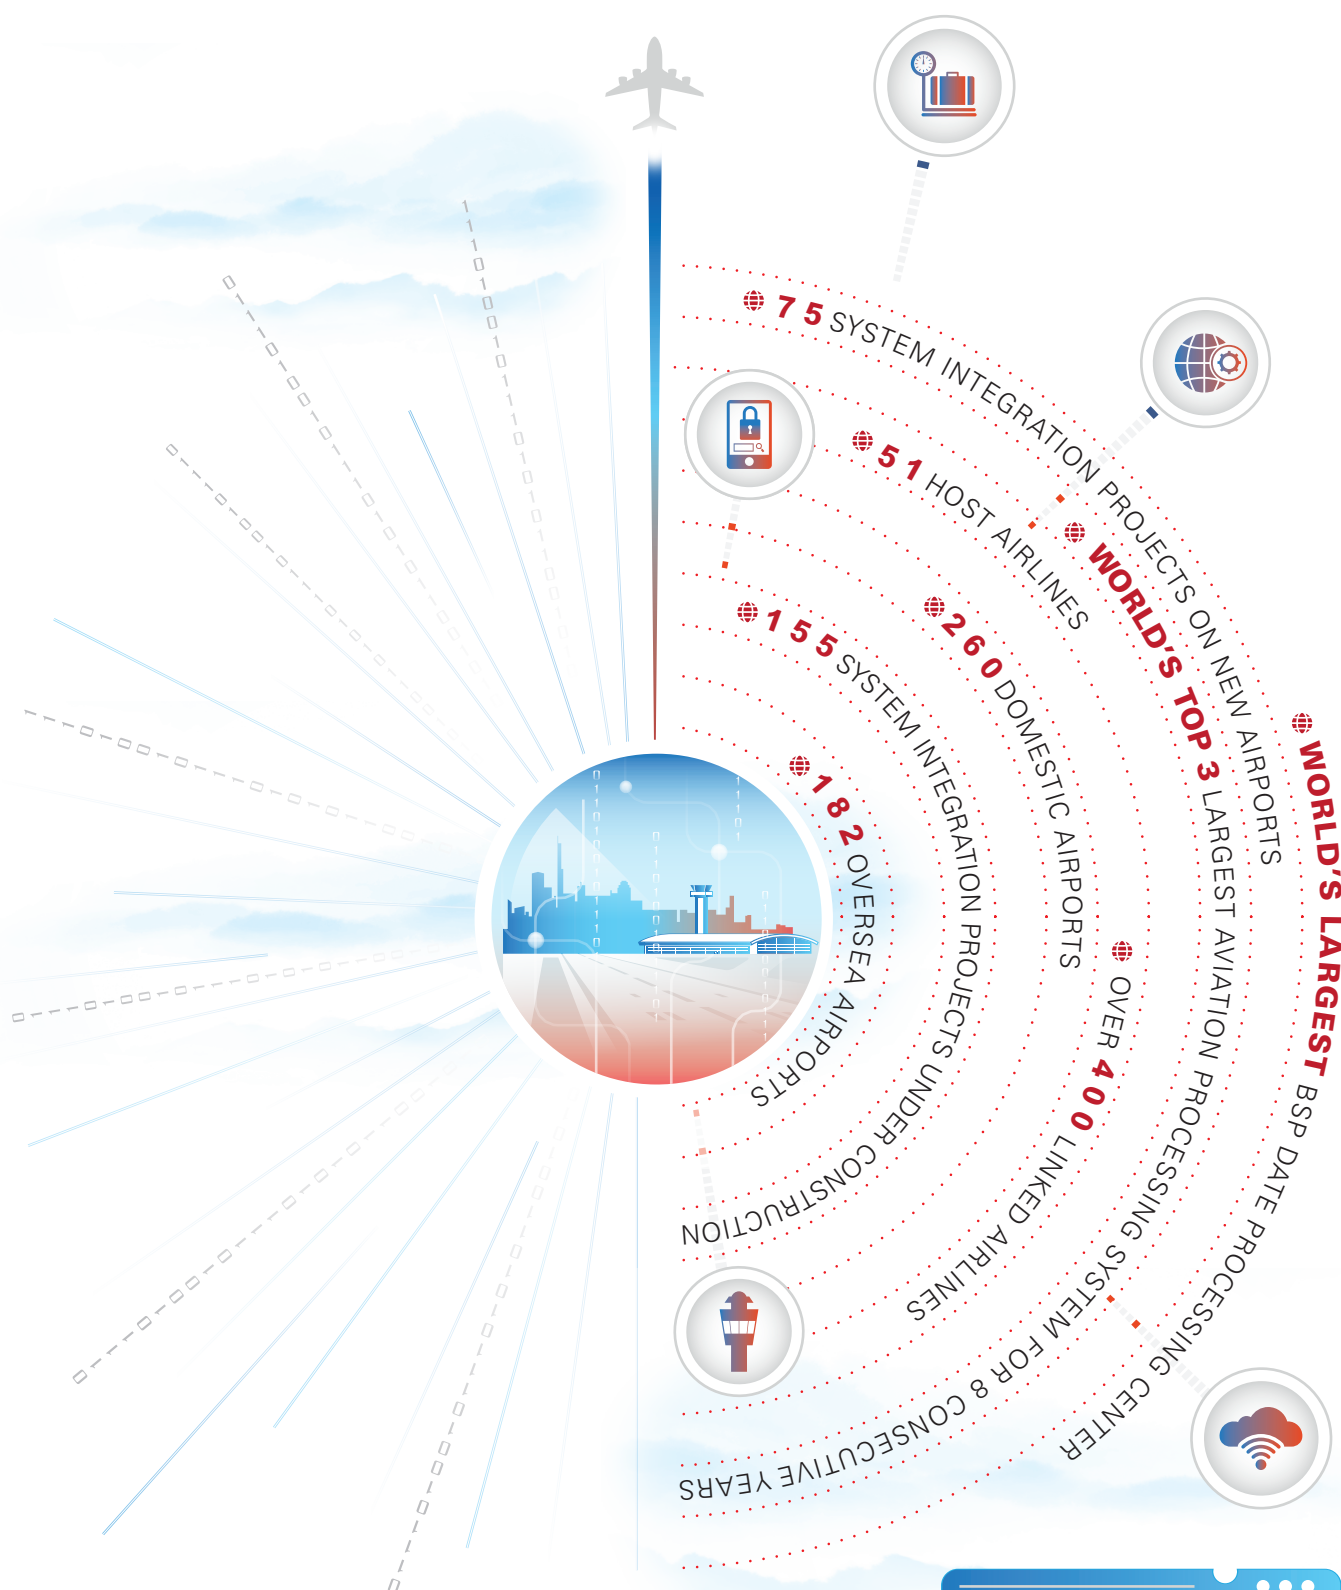 75 SYSTEM INTEGRATION PROJECTS ON NEW AIRPORTS
51 HOST AIRLINES
WORLD'S TOP 3 LARGEST AVIATION PROCESSING SYSTEM FOR 8 CONSECUTIVE YEARS
260 DOMESTIC AIRPORTS
155 SYSTEM INTEGRATION PROJECTS UNDER CONSTRUCTION
WORLD'S LARGEST BSP DATE PROCESSING CENTER
182 OVERSEA AIRPORTS
OVER 400 LINKED AIRLINES